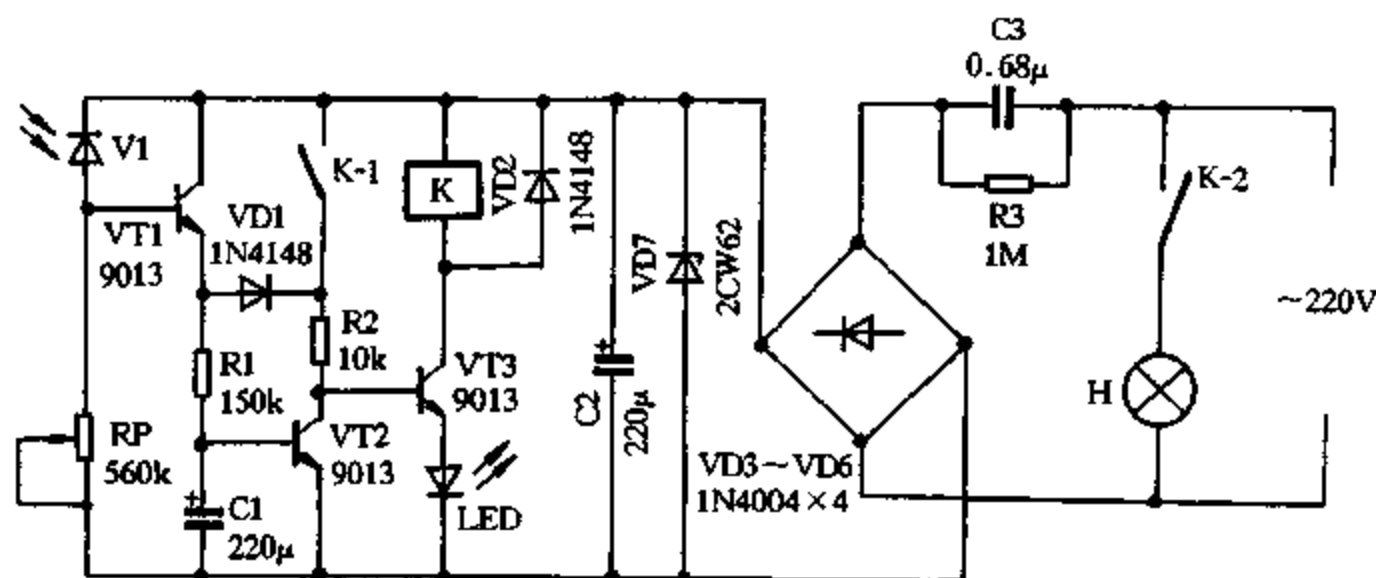 C3
0.68μ
R3
1M
K-2
~220V
H
V1
VT1
9013
VD1
1N4148
K-1
K
VD2
1N4148
VD7
2CW62
R1
150k
R2
10k
VT3
9013
RP
560k
VT2
9013
C1
220μ
LED
C2
220μ
VD3~VD6
1N4004×4